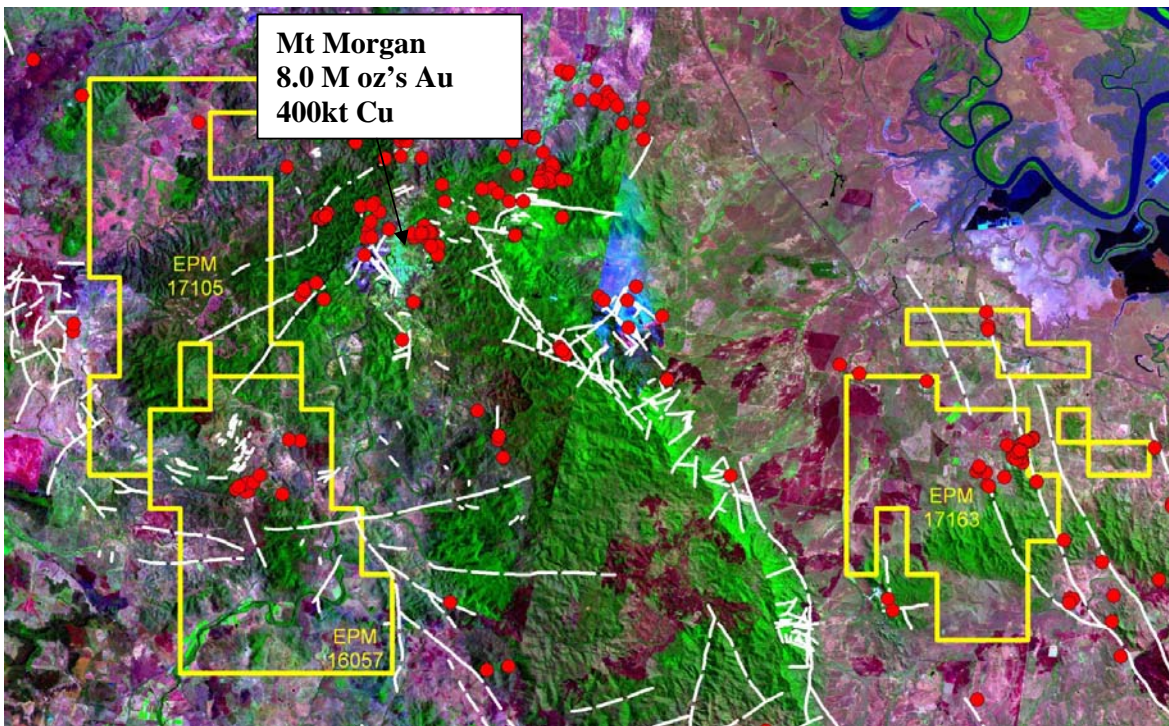 Mt Morgan
8.0 M oz's Au
400kt Cu
EPM
17105
EPM
17163
EPM
16057